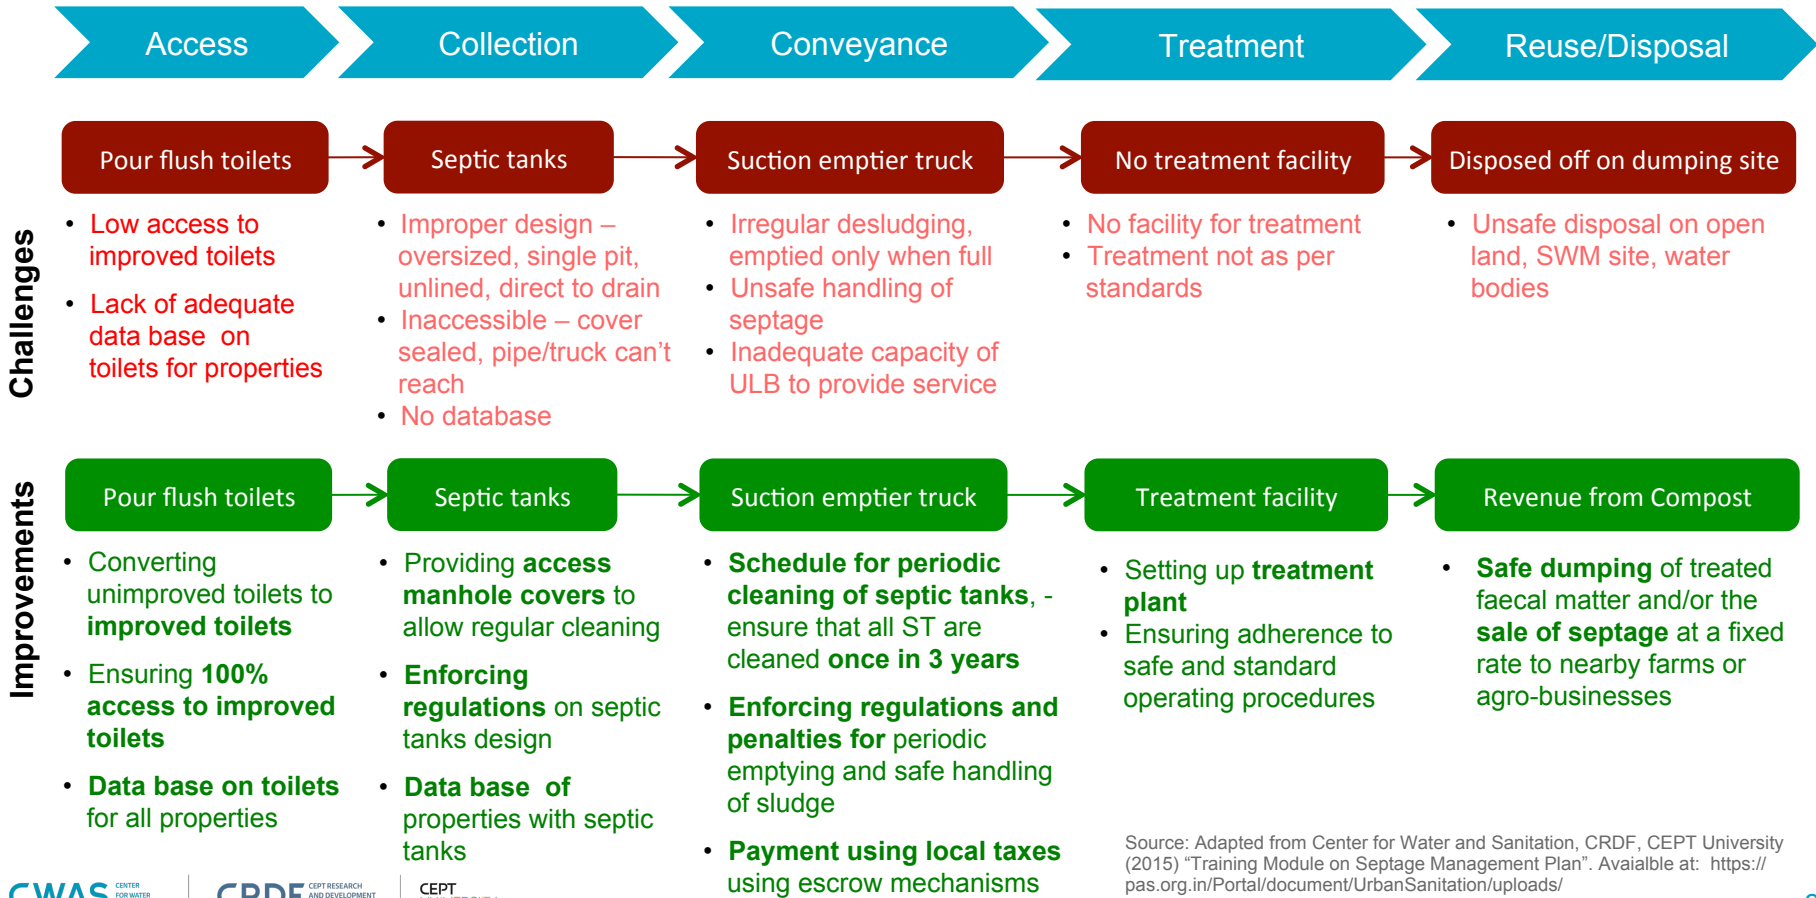 Access
Collection
Conveyance
Treatment
Reuse/Disposal
Challenges
Pour flush toilets
Septic tanks
Suction emptier truck
No treatment facility
Disposed off on dumping site
• Low access to
improved toilets
• Lack of adequate
data base on
toilets for properties
• Improper design –
oversized, single pit,
unlined, direct to drain
• Inaccessible – cover
sealed, pipe/truck can't
reach
• No database
• Irregular desludging,
emptied only when full
• Unsafe handling of
septage
• Inadequate capacity of
ULB to provide service
• No facility for treatment
• Treatment not as per
standards
• Unsafe disposal on open
land, SWM site, water
bodies
Improvements
Pour flush toilets
Septic tanks
Suction emptier truck
Treatment facility
Revenue from Compost
• Converting
unimproved toilets to
improved toilets
• Ensuring 100%
access to improved
toilets
• Data base on toilets
for all properties
• Providing access
manhole covers to
allow regular cleaning
• Enforcing
regulations on septic
tanks design
• Data base of
properties with septic
tanks
• Schedule for periodic
cleaning of septic tanks, -
ensure that all ST are
cleaned once in 3 years
• Enforcing regulations and
penalties for periodic
emptying and safe handling
of sludge
• Payment using local taxes
using escrow mechanisms
• Setting up treatment
plant
• Ensuring adherence to
safe and standard
operating procedures
• Safe dumping of treated
faecal matter and/or the
sale of septage at a fixed
rate to nearby farms or
agro-businesses
Source: Adapted from Center for Water and Sanitation, CRDF, CEPT University
(2015) “Training Module on Septage Management Plan”. Avaialble at: https://
pas.org.in/Portal/document/UrbanSanitation/uploads/
CWAS CENTER
FOR WATER
CRDF CEPT RESEARCH
AND DEVELOPMENT
CEPT